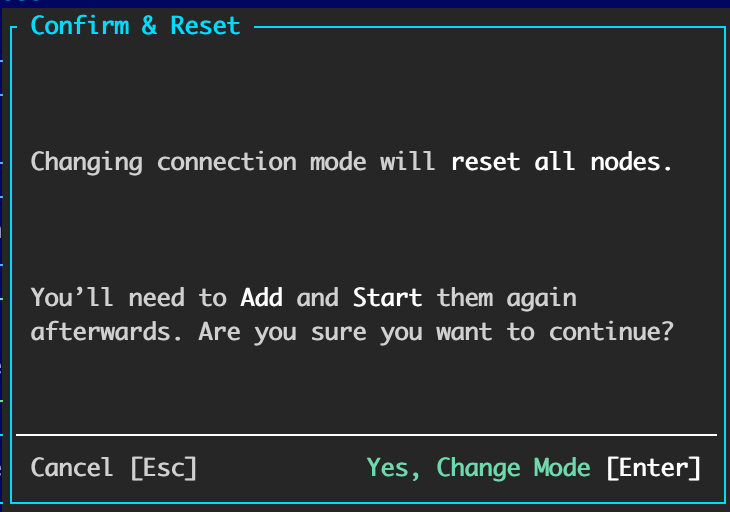 Confirm & Reset
Changing connection mode will reset all nodes.
You’ll need to Add and Start them again
afterwards. Are you sure you want to continue?
Cancel [Esc] Yes, Change Mode [Enter]